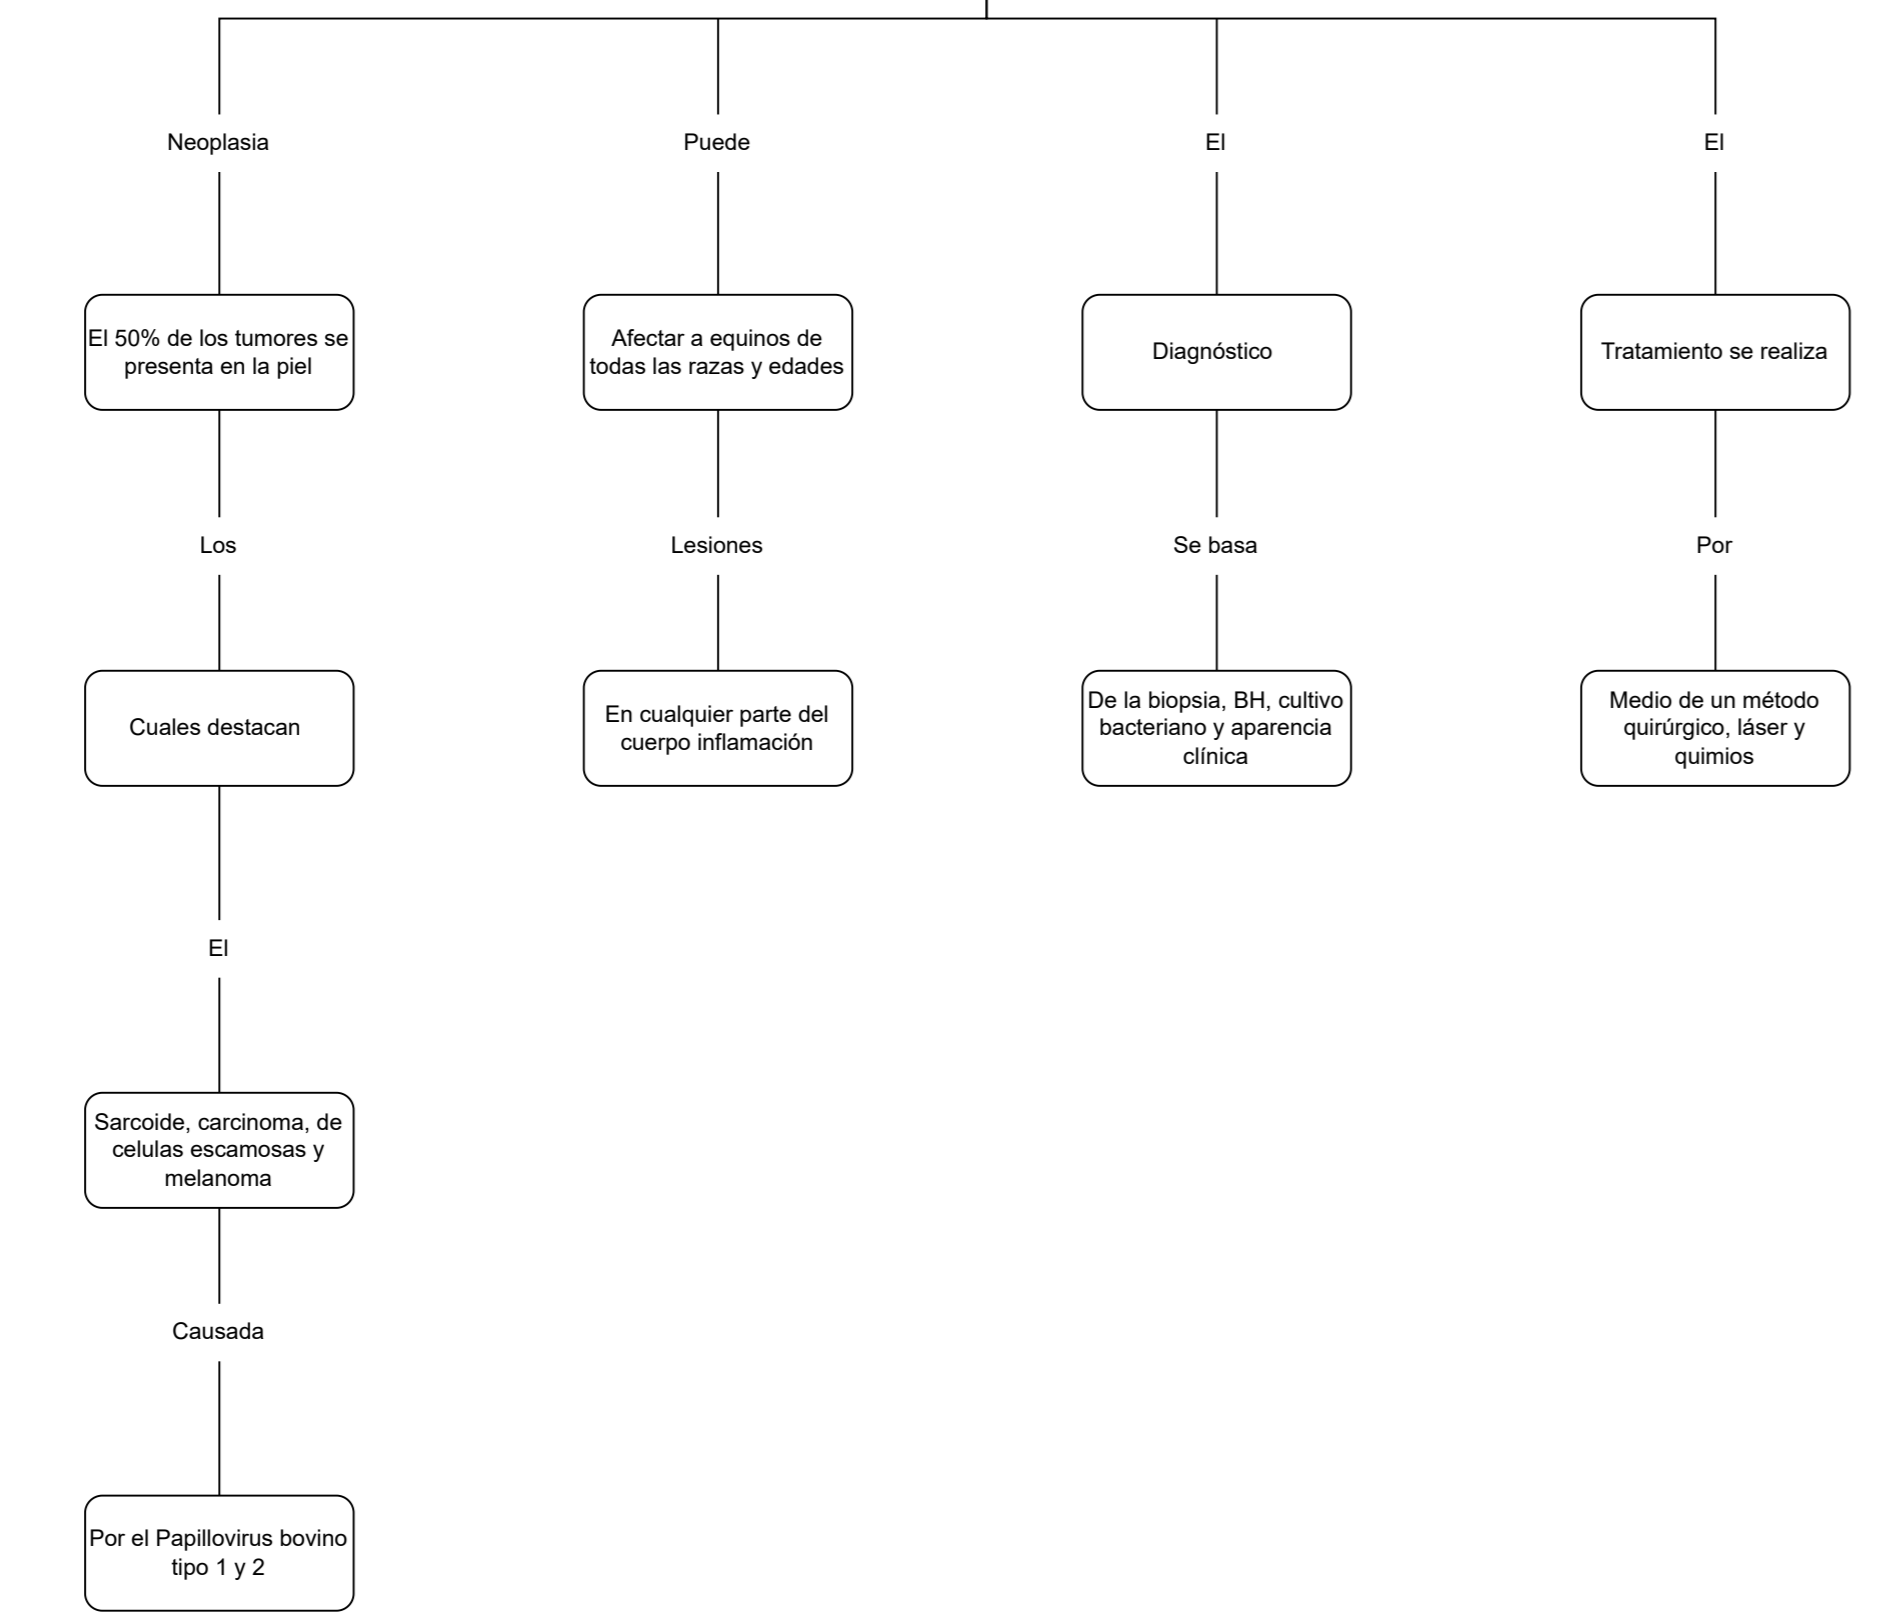 Neoplasia
Puede
El
El
El 50% de los tumores se
presenta en la piel
Afectar a equinos de
todas las razas y edades
Diagnóstico
Tratamiento se realiza
Los
Lesiones
Se basa
Por
Cuales destacan
En cualquier parte del
cuerpo inflamación
De la biopsia, BH, cultivo
bacteriano y aparencia
clínica
Medio de un método
quirúrgico, láser y
quimios
El
Sarcoide, carcinoma, de
celulas escamosas y
melanoma
Causada
Por el Papillovirus bovino
tipo 1 y 2